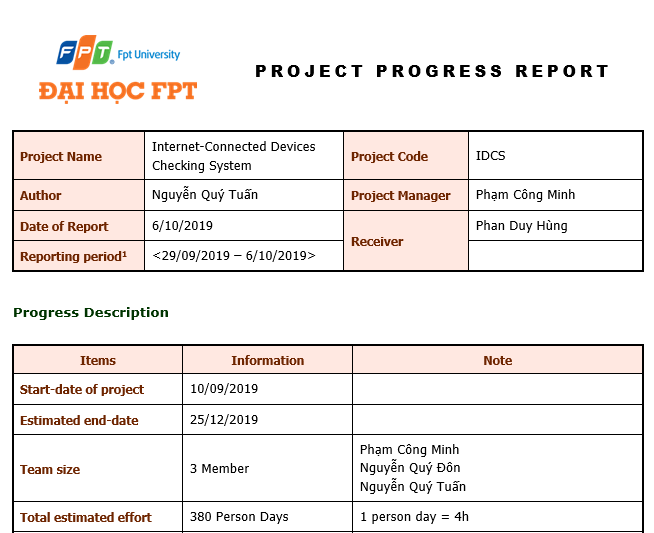 FPT. Fpt University
ĐẠI HỌC FPT
PROJECT PROGRESS REPORT
Project Name
Internet-Connected Devices
Checking System
Project Code
IDCS
Author
Nguyễn Quý Tuấn
Project Manager
Phạm Công Minh
Date of Report
6/10/2019
Receiver
Phan Duy Hùng
Reporting period¹
<29/09/2019 – 6/10/2019>
Progress Description
Items
Information
Note
Start-date of project
10/09/2019
Estimated end-date
25/12/2019
Team size
3 Member
Phạm Công Minh
Nguyễn Quý Đôn
Nguyễn Quý Tuấn
Total estimated effort
380 Person Days
1 person day = 4h